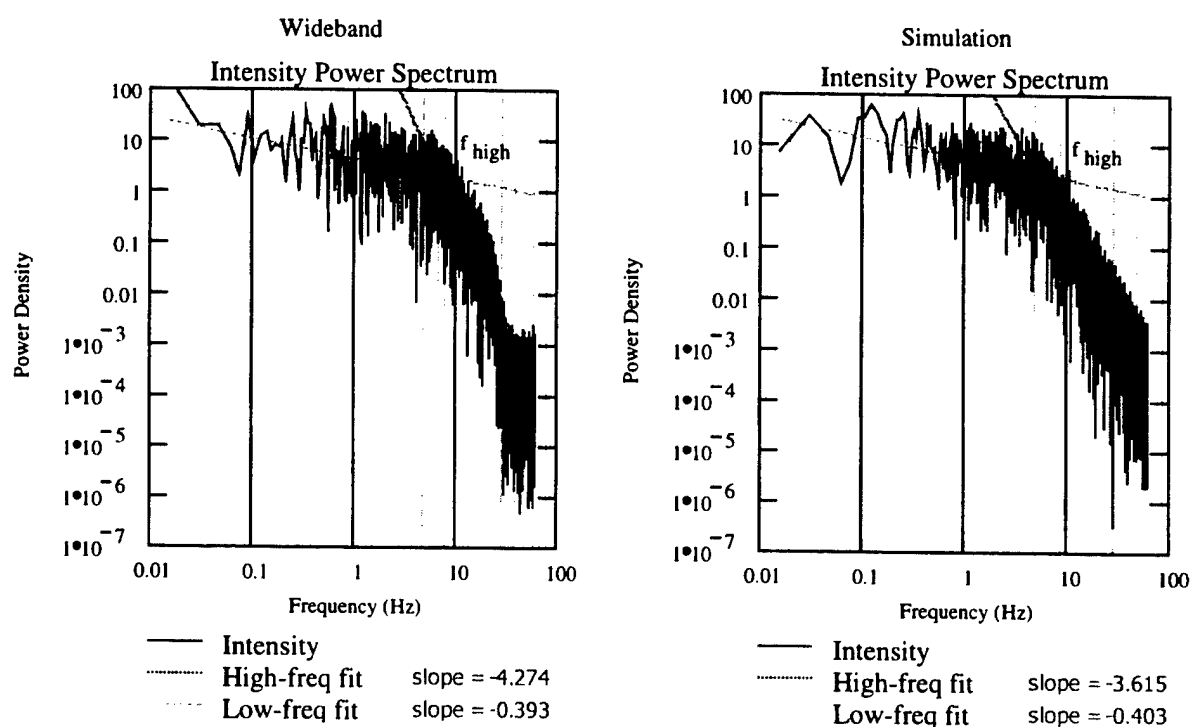 Wideband
Intensity Power Spectrum
100
10
1
0.1
0.01
1•10⁻³
1•10⁻⁴
1•10⁻⁵
1•10⁻⁶
1•10⁻⁷
Power Density
f high
0.01 0.1 1 10 100
Frequency (Hz)
Intensity
High-freq fit slope = -4.274
Low-freq fit slope = -0.393
Simulation
Intensity Power Spectrum
100
10
1
0.1
0.01
1•10⁻³
1•10⁻⁴
1•10⁻⁵
1•10⁻⁶
1•10⁻⁷
Power Density
f high
0.01 0.1 1 10 100
Frequency (Hz)
Intensity
High-freq fit slope = -3.615
Low-freq fit slope = -0.403